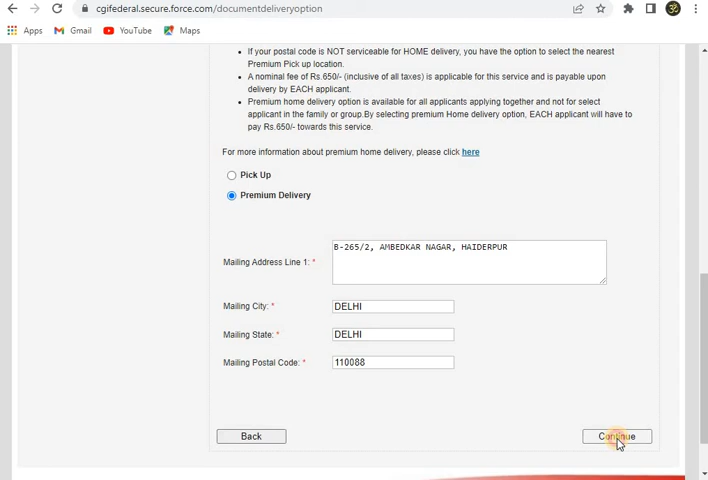 cgifederal.secure.force.com/documentdeliveryoption
Apps Gmail YouTube Maps
If your postal code is NOT serviceable for HOME delivery, you have the option to select the nearest
Premium Pick up location.
A nominal fee of Rs.650/- (inclusive of all taxes) is applicable for this service and is payable upon
delivery by EACH applicant.
Premium home delivery option is available for all applicants applying together and not for select
applicant in the family or group.By selecting premium Home delivery option, EACH applicant will have to
pay Rs.650/- towards this service.
For more information about premium home delivery, please click here
Pick Up
Premium Delivery
Mailing Address Line 1: * B-265/2, AMBEDKAR NAGAR, HAIDERPUR
Mailing City: * DELHI
Mailing State: * DELHI
Mailing Postal Code: * 110088
Back Continue